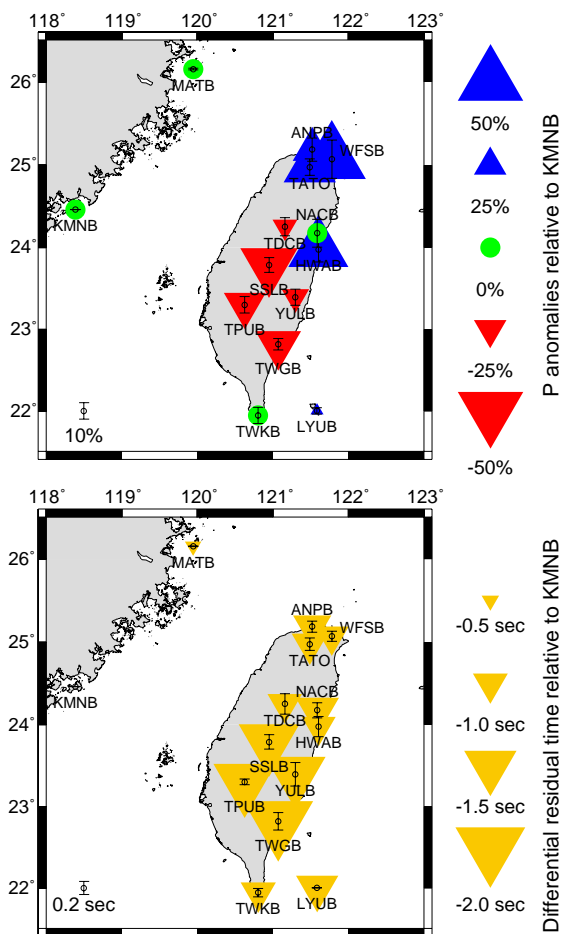 118° 119° 120° 121° 122° 123°
26°
25°
24°
23°
22°
MATB
KMNB
ANPB
WFSB
TATO
NACB
TDCB
HWAB
SSLB
YULB
TPUB
TWGB
TWKB
LYUB
10%
50%
25%
0%
-25%
-50%
P anomalies relative to KMNB
118° 119° 120° 121° 122° 123°
26°
25°
24°
23°
22°
MATB
KMNB
ANPB
WFSB
TATO
NACB
TDCB
HWAB
SSLB
YULB
TPUB
TWGB
TWKB
LYUB
0.2 sec
-0.5 sec
-1.0 sec
-1.5 sec
-2.0 sec
Differential residual time relative to KMNB